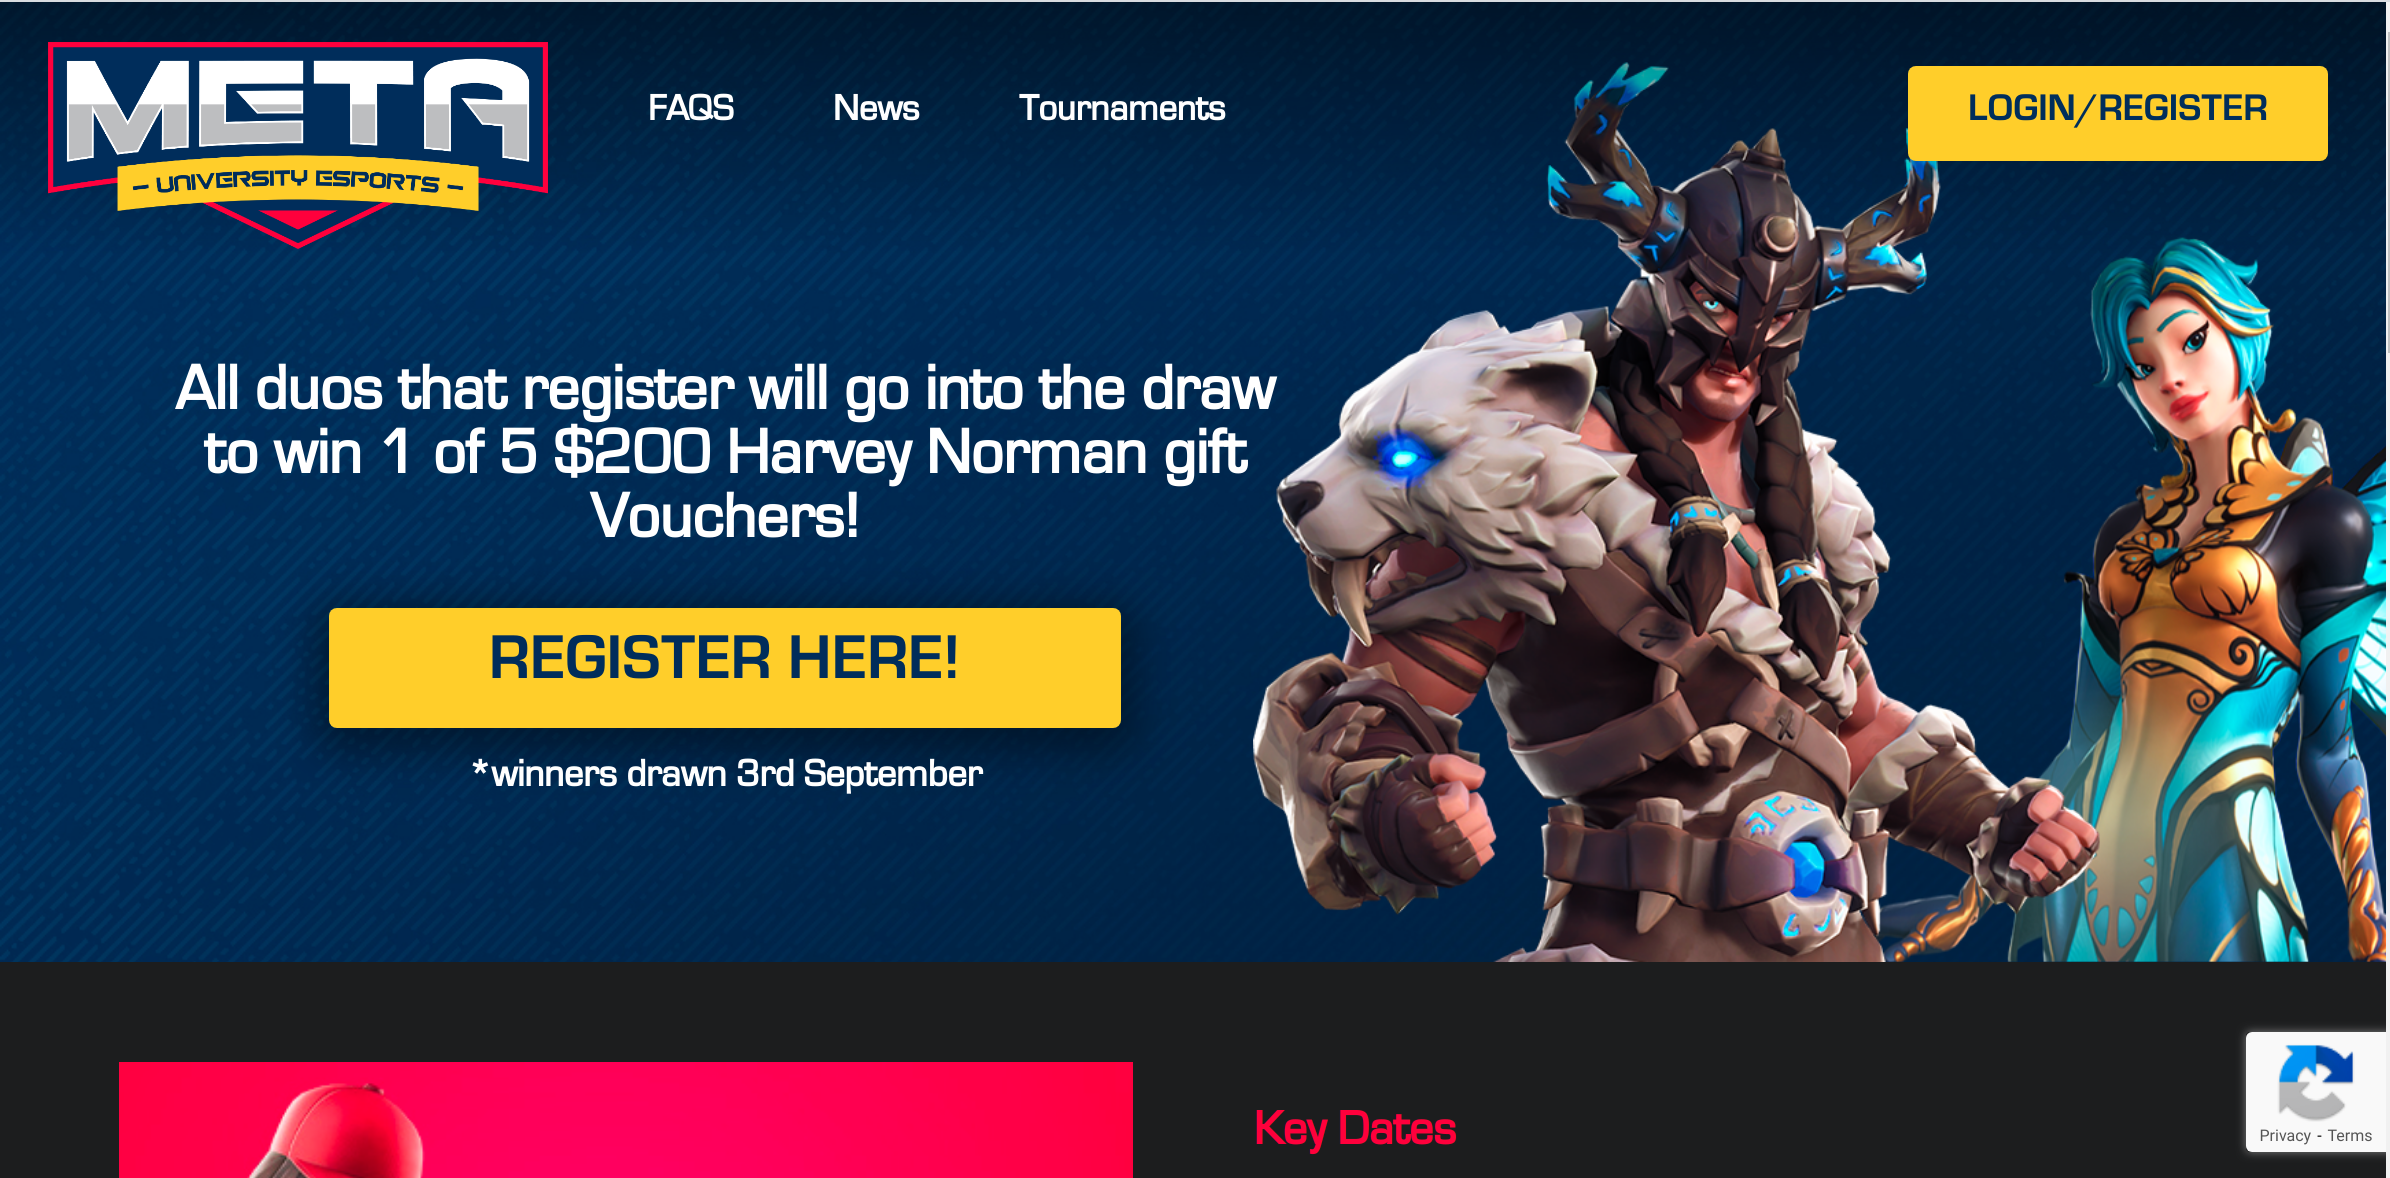 META
- UNIVERSITY ESPORTS -
FAQS
News
Tournaments
LOGIN/REGISTER
All duos that register will go into the draw
to win 1 of 5 $200 Harvey Norman gift
Vouchers!
REGISTER HERE!
*winners drawn 3rd September
Key Dates
Privacy - Terms